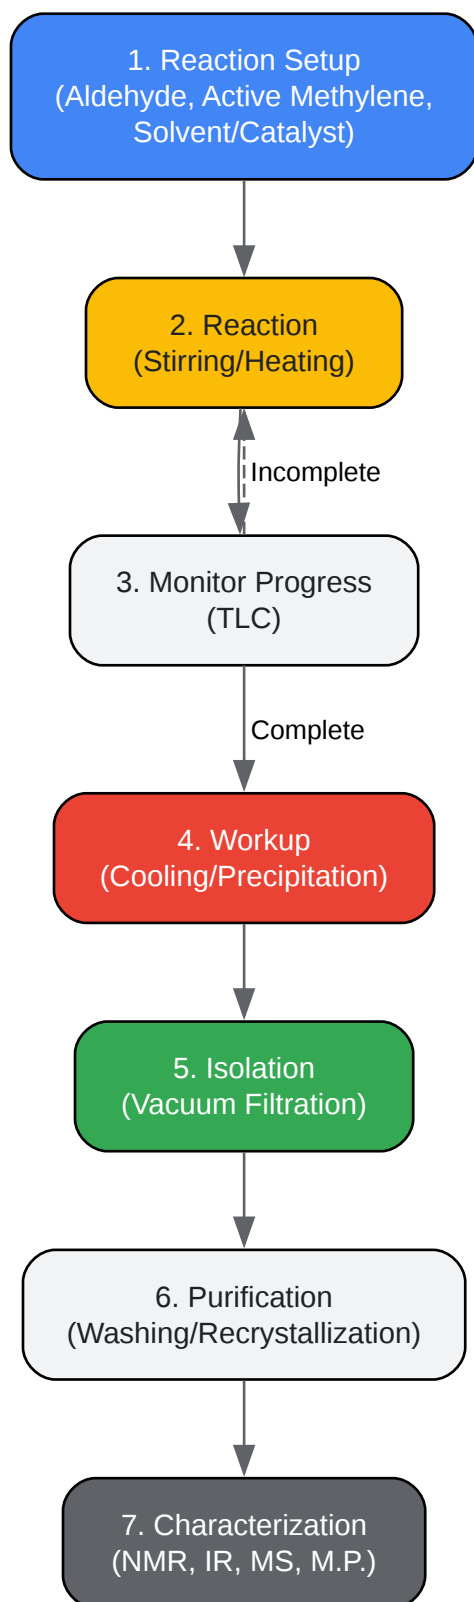 1. Reaction Setup
(Aldehyde, Active Methylene,
Solvent/Catalyst)
2. Reaction
(Stirring/Heating)
Incomplete
3. Monitor Progress
(TLC)
Complete
4. Workup
(Cooling/Precipitation)
5. Isolation
(Vacuum Filtration)
6. Purification
(Washing/Recrystallization)
7. Characterization
(NMR, IR, MS, M.P.)